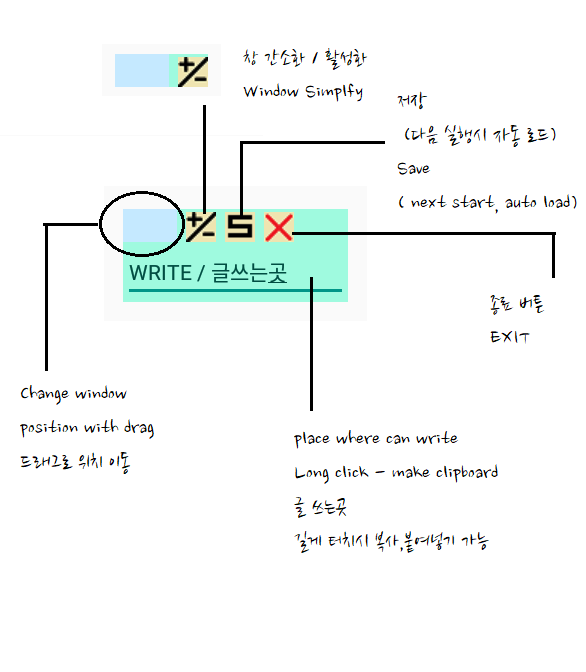 +/-
창 간소화 / 활성화
Window Simplfy
저장
(다음 실행시 자동로드)
Save
( next start, auto load)
+/- S X
WRITE / 글쓰는곳
종료 버튼
EXIT
Change window
position with drag
드래그로 위치 이동
place where can write
Long click - make clipboard
글 쓰는곳
길게 터치시 복사,붙여넣기 가능